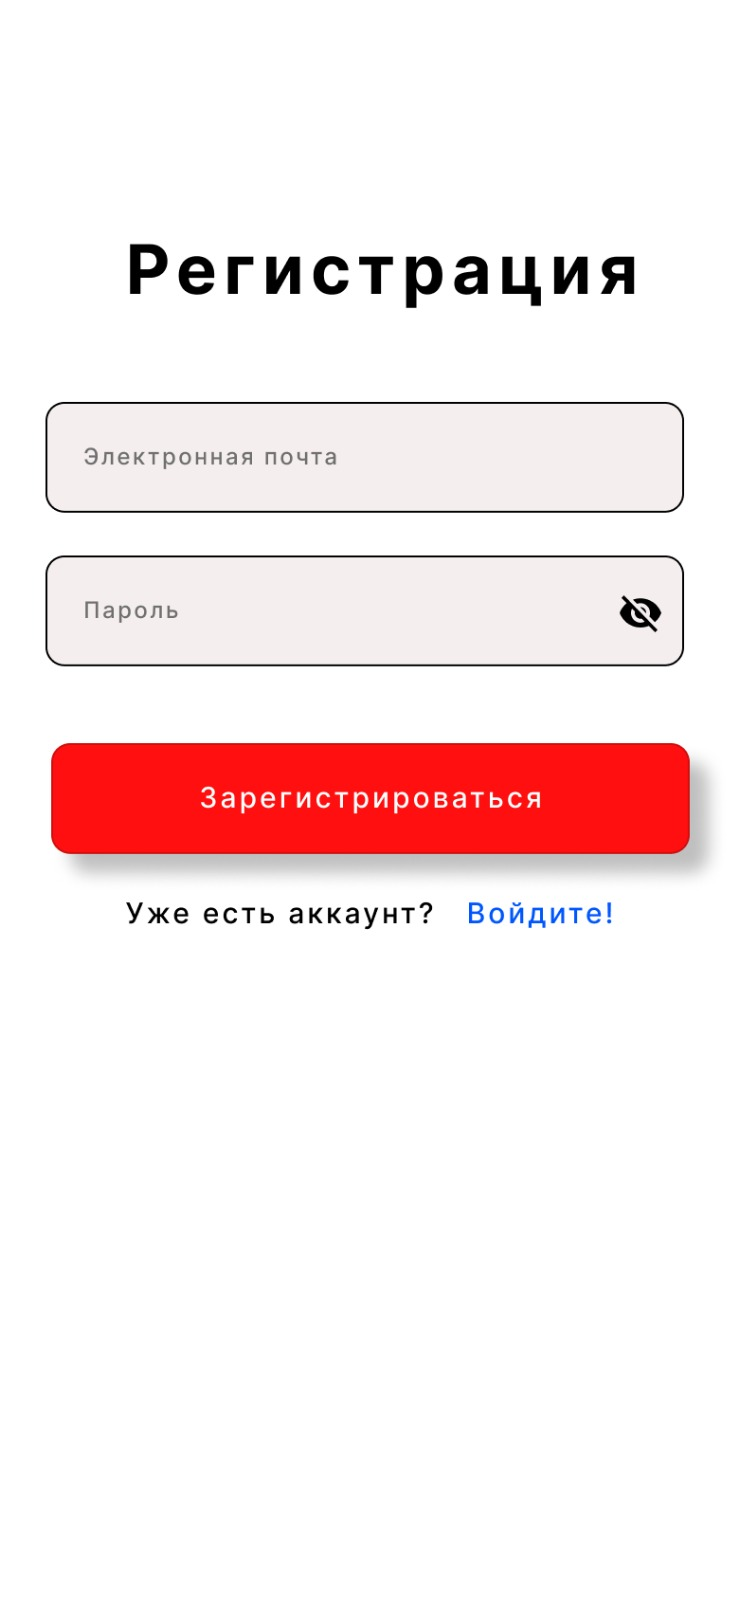 Регистрация
Электронная почта
Пароль
Зарегистрироваться
Уже есть аккаунт? Войдите!